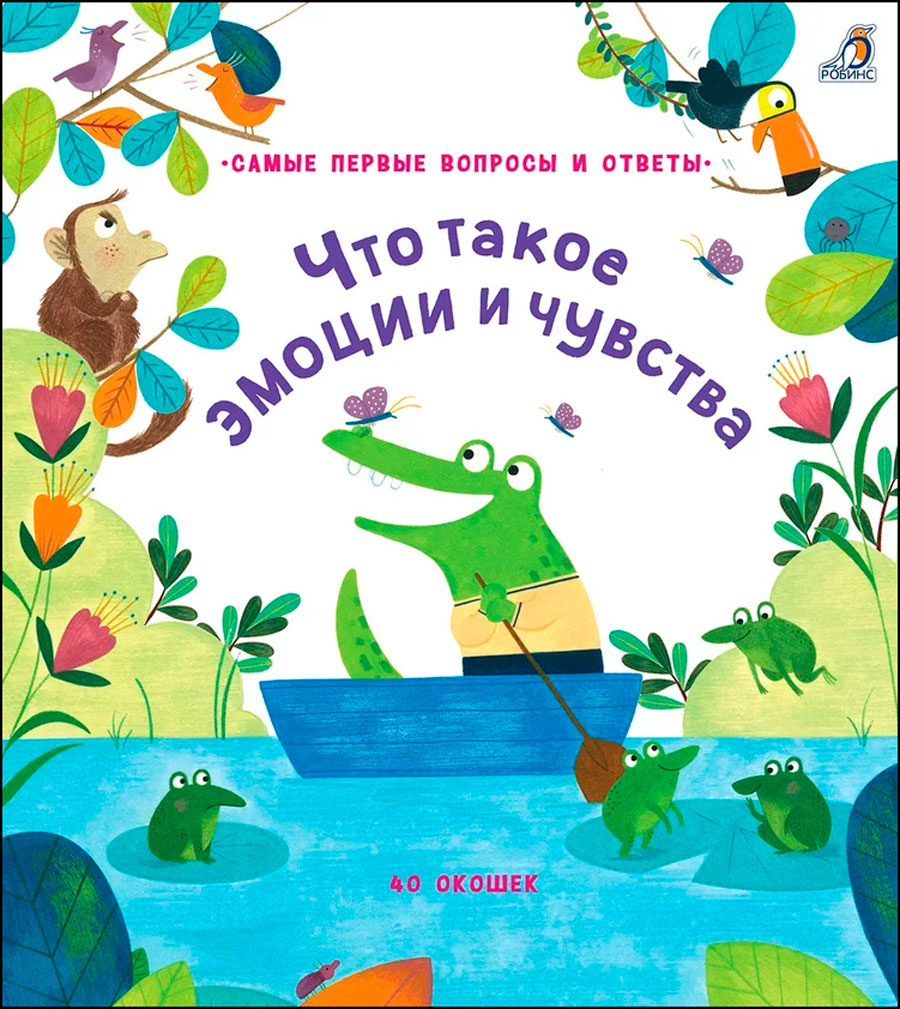 РОБИНС
•САМЫЕ ПЕРВЫЕ ВОПРОСЫ И ОТВЕТЫ•
Что такое
эмоции и чувства
40 ОКОШЕК